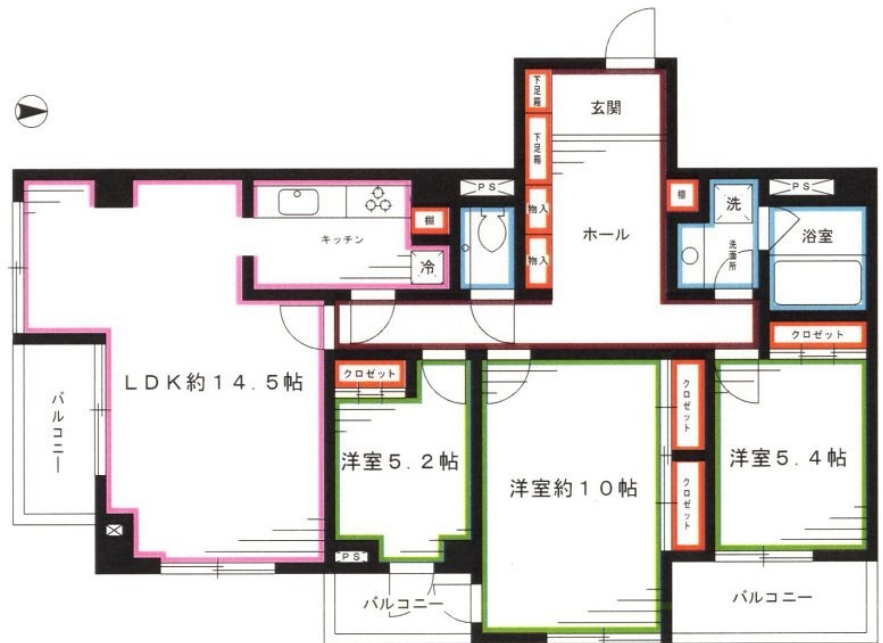 下足箱
玄関
下足箱
PS
PS
棚
洗
物入
棚
キッチン
ホール
洗面所
浴室
物入
冷
クロゼット
バルコニー
LDK約14.5帖
クロゼット
クロゼット
洋室5.2帖
洋室約10帖
洋室5.4帖
クロゼット
PS
バルコニー
バルコニー